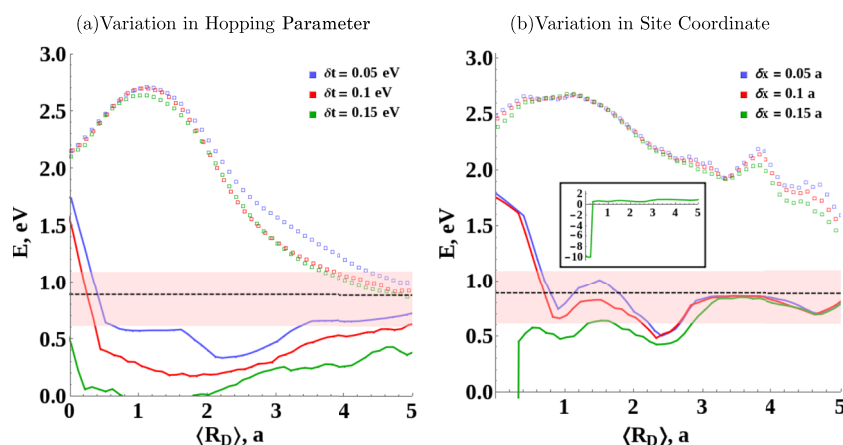 (a)Variation in Hopping Parameter
3.0
2.5
2.0
1.5
1.0
0.5
0.0
E, eV
δt = 0.05 eV
δt = 0.1 eV
δt = 0.15 eV
0 1 2 3 4 5
⟨R_D⟩, a
(b)Variation in Site Coordinate
3.0
2.5
2.0
1.5
1.0
0.5
0.0
E, eV
δx = 0.05 a
δx = 0.1 a
δx = 0.15 a
2
0
−2
−4
−6
−8
−10
1 2 3 4 5
1 2 3 4 5
⟨R_D⟩, a